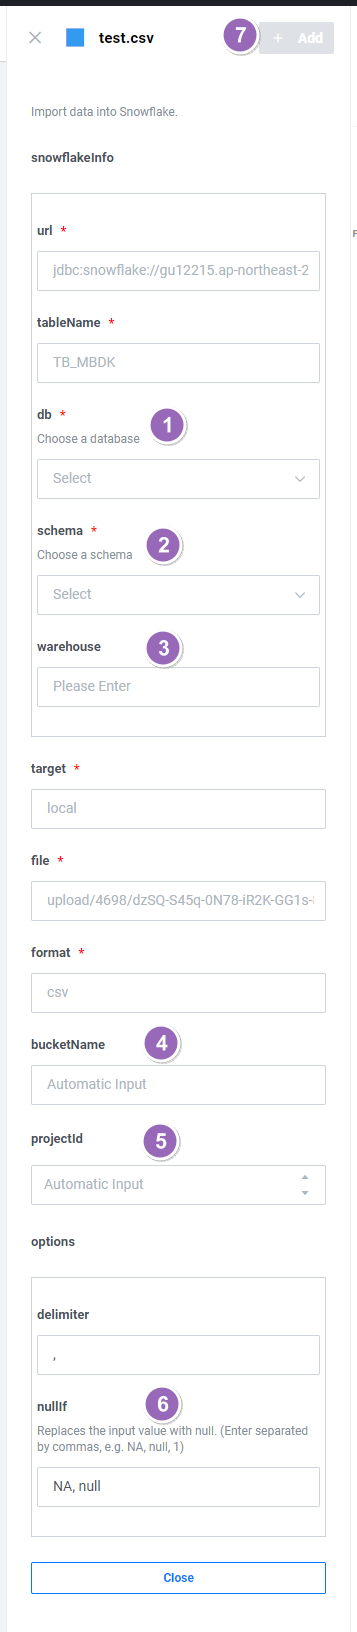 test.csv
7
+ Add
Import data into Snowflake.
snowflakeInfo
url *
jdbc:snowflake://gu12215.ap-northeast-2
tableName *
TB_MBDK
db *
1
Choose a database
Select
schema *
2
Choose a schema
Select
warehouse
3
Please Enter
target *
local
file *
upload/4698/dzSQ-S45q-0N78-iR2K-GG1s-
format *
csv
bucketName
4
Automatic Input
projectId
5
Automatic Input
options
delimiter
,
nullIf
6
Replaces the input value with null. (Enter separated
by commas, e.g. NA, null, 1)
NA, null
Close